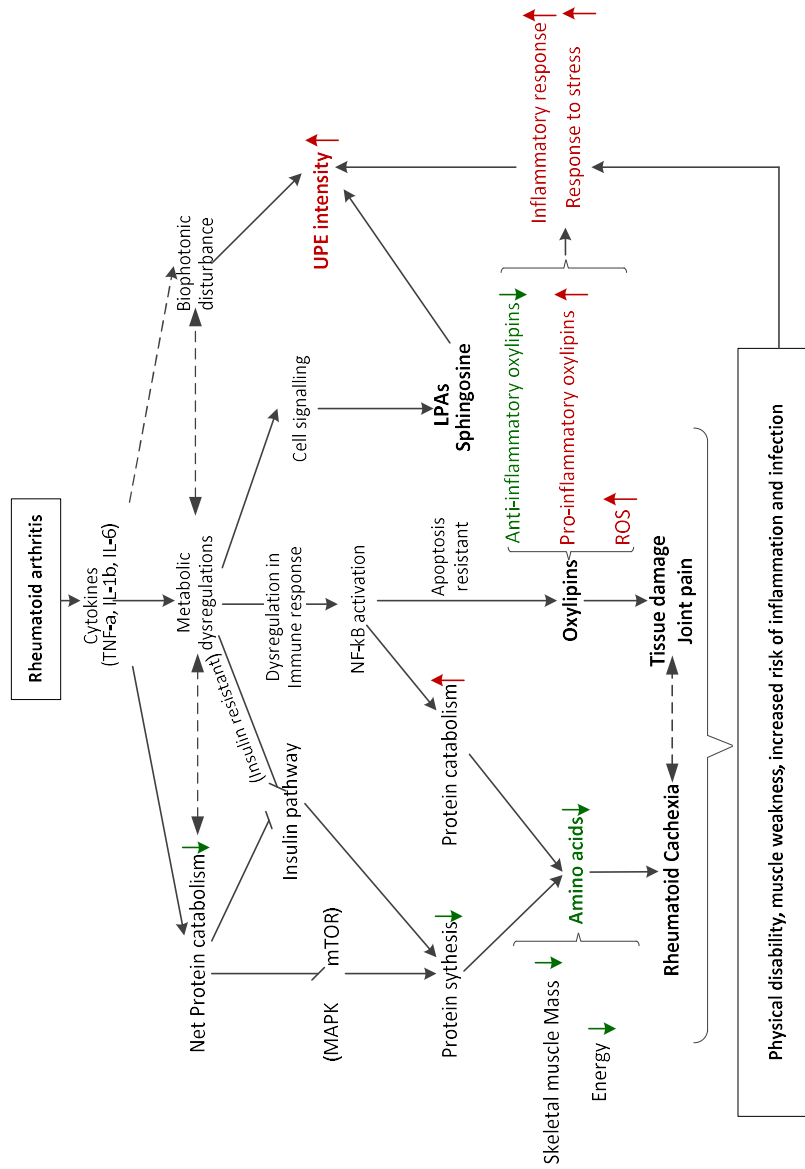 Rheumatoid arthritis
Cytokines
(TNF-a, IL-1b, IL-6)
Net Protein catabolism
Metabolic
dysregulations
Biophotonic
disturbance
(Insulin resistant)
Insulin pathway
Dysregulation in
Immune response
Cell signalling
UPE intensity
(MAPK
mTOR
NF-kB activation
Protein sythesis
Protein catabolism
Apoptosis
resistant
LPAs
Sphingosine
Skeletal muscle Mass
Energy
Amino acids
Oxylipins
Anti-inflammatory oxylipins
Pro-inflammatory oxylipins
ROS
Inflammatory response
Response to stress
Rheumatoid Cachexia
Tissue damage
Joint pain
Physical disability, muscle weakness, increased risk of inflammation and infection